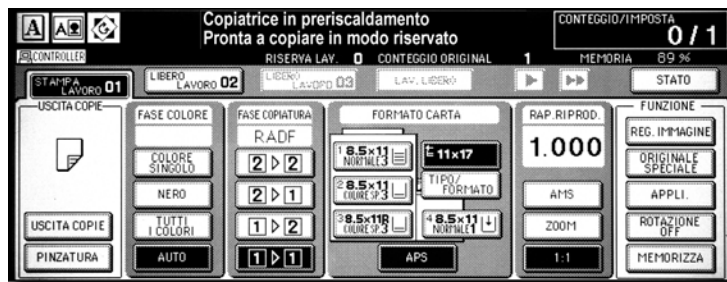 A A
Copiatrice in preriscaldamento
Pronta a copiare in modo riservato
CONTEGGIO/IMPOSTA
0/1
CONTROLLER
RISERVA LAV. 0 CONTEGGIO ORIGINAL 1 MEMORIA 89 %
STAMPA LAVORO 01
LIBERO LAVORO 02
LIBERO LAVORO 03
LAV. LIBERO
STATO
USCITA COPIE
USCITA COPIE
PINZATURA
FASE COLORE
COLORE SINGOLO
NERO
TUTTI I COLORI
AUTO
FASE COPIATURA
RADF
2 ▷ 2
2 ▷ 1
1 ▷ 2
1 ▷ 1
FORMATO CARTA
1 8.5×11 NORMALE 3
11×17
2 8.5×11 COLORE SP. 3
TIPO/ FORMATO
3 8.5×11R COLORE SP. 3
4 8.5×11 NORMALE 1
APS
RAP.RIPROD.
1.000
AMS
ZOOM
1:1
FUNZIONE
REG. IMMAGINE
ORIGINALE SPECIALE
APPLI.
ROTAZIONE OFF
MEMORIZZA